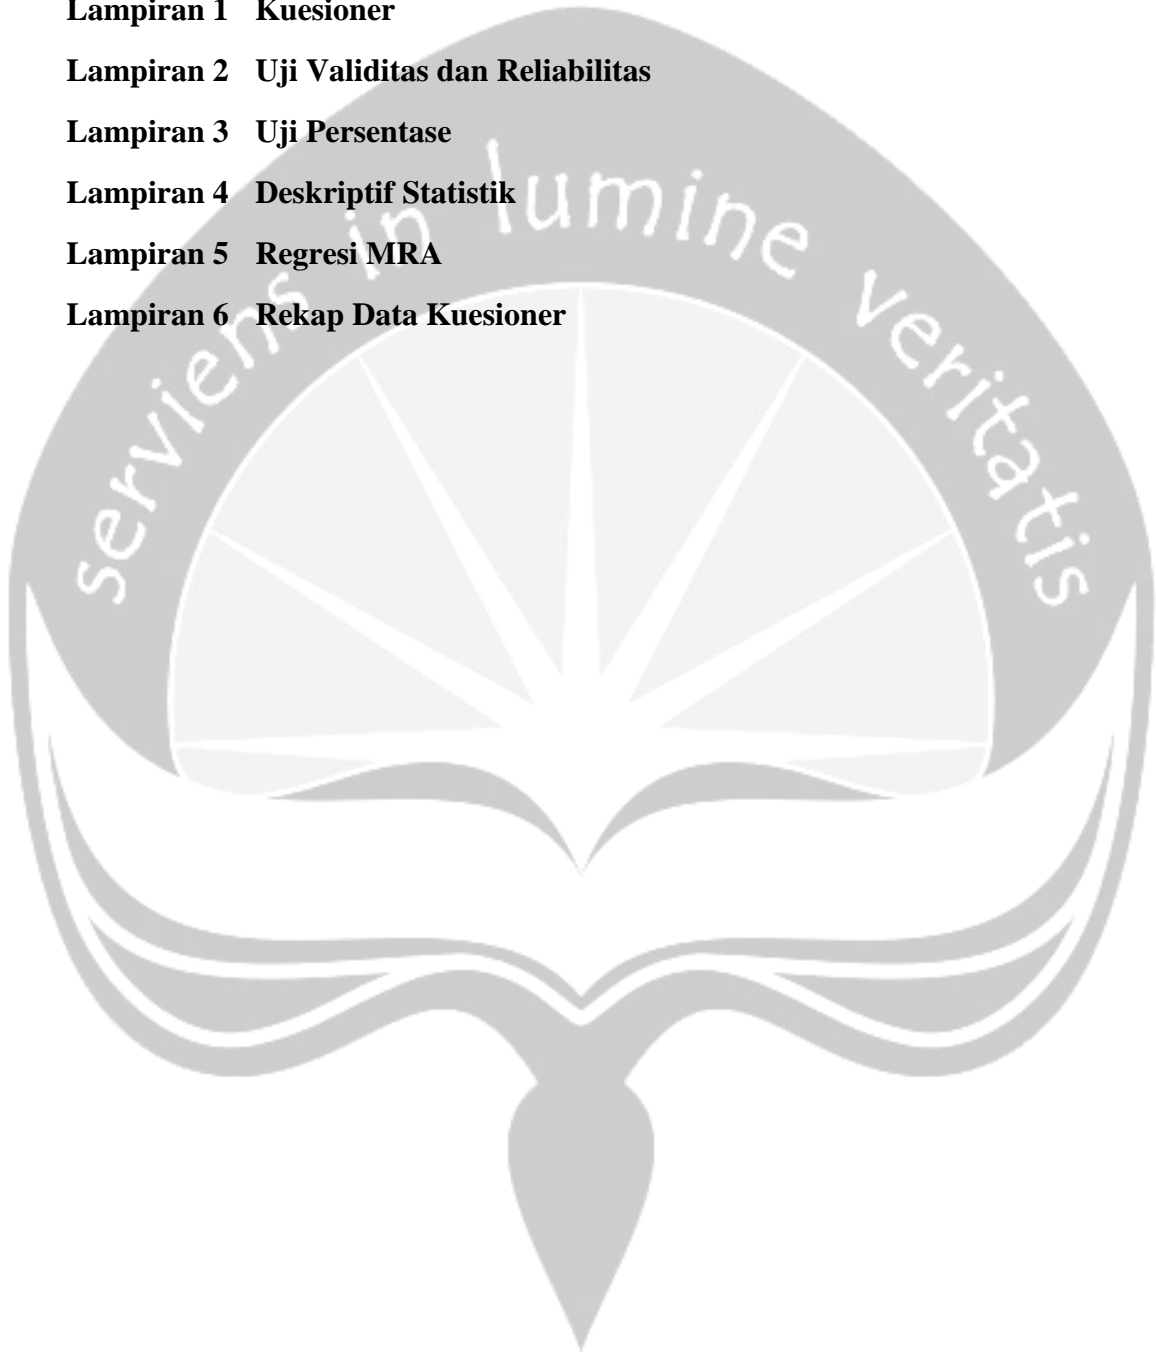 Lampiran 1 Kuesioner
Lampiran 2 Uji Validitas dan Reliabilitas
Lampiran 3 Uji Persentase
Lampiran 4 Deskriptif Statistik
Lampiran 5 Regresi MRA
Lampiran 6 Rekap Data Kuesioner
serviens in lumine veritatis